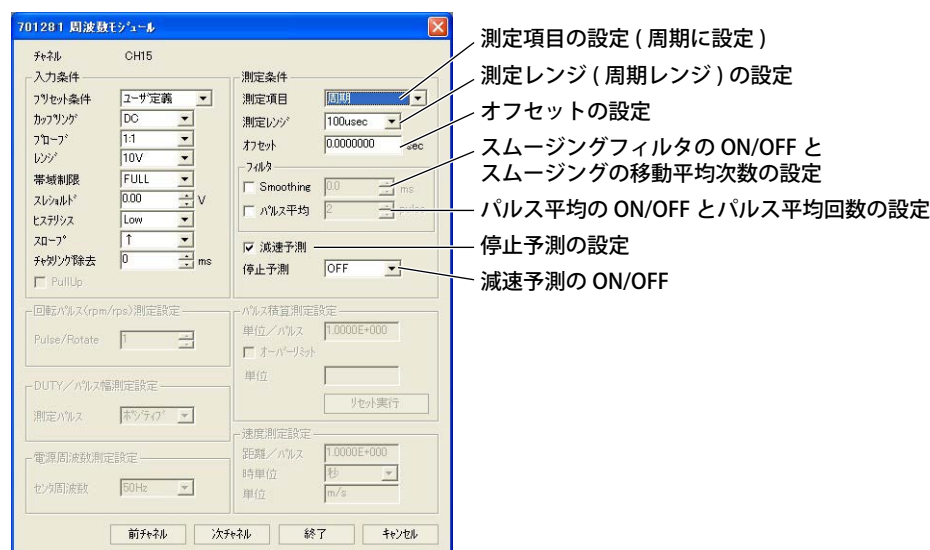 701281 周波数ﾓｼﾞｭｰﾙ
ﾁｬﾈﾙ CH15
入力条件
ﾌﾟﾘｾｯﾄ条件 ﾕｰｻﾞ定義
ｶｯﾌﾟﾘﾝｸﾞ DC
ﾌﾟﾛｰﾌﾞ 1:1
ﾚﾝｼﾞ 10V
帯域制限 FULL
ｽﾚｼｮﾙﾄﾞ 0.00 V
ﾋｽﾃﾘｼｽ Low
ｽﾛｰﾌﾟ ↑
ﾁｬﾀﾘﾝｸﾞ除去 0 ms
PullUp
測定条件
測定項目 周期
測定ﾚﾝｼﾞ 100usec
ｵﾌｾｯﾄ 0.0000000 sec
ﾌｨﾙﾀ
Smoothing 0.0 ms
ﾊﾟﾙｽ平均 2 pulse
減速予測
停止予測 OFF
回転ﾊﾟﾙｽ(rpm/rps)測定設定
Pulse/Rotate 1
DUTY／ﾊﾟﾙｽ幅測定設定
測定ﾊﾟﾙｽ ﾎﾟｼﾞﾃｨﾌﾞ
電源周波数測定設定
ｾﾝﾀ周波数 50Hz
ﾊﾟﾙｽ積算測定設定
単位／ﾊﾟﾙｽ 1.0000E+000
ｵｰﾊﾞｰﾘﾐｯﾄ
単位
ﾘｾｯﾄ実行
速度測定設定
距離／ﾊﾟﾙｽ 1.0000E+000
時単位 秒
単位 m/s
前ﾁｬﾈﾙ 次ﾁｬﾈﾙ 終了 ｷｬﾝｾﾙ
測定項目の設定 ( 周期に設定 )
測定レンジ ( 周期レンジ ) の設定
オフセットの設定
スムージングフィルタの ON/OFF と
スムージングの移動平均次数の設定
パルス平均の ON/OFF とパルス平均回数の設定
停止予測の設定
減速予測の ON/OFF